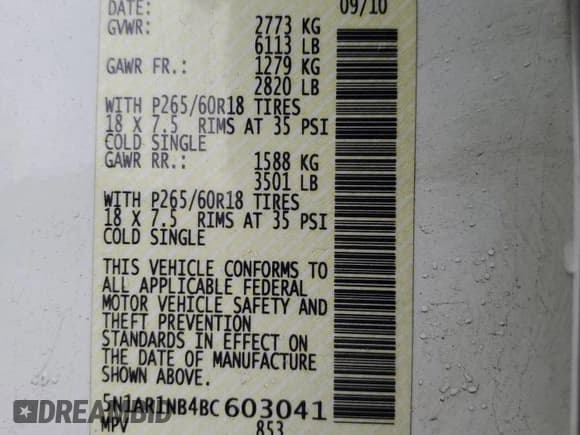 DATE: 09/10
GVWR: 2773 KG
6113 LB
GAWR FR.: 1279 KG
2820 LB
WITH P265/60R18 TIRES
18 X 7.5 RIMS AT 35 PSI
COLD SINGLE
GAWR RR.: 1588 KG
3501 LB
WITH P265/60R18 TIRES
18 X 7.5 RIMS AT 35 PSI
COLD SINGLE
THIS VEHICLE CONFORMS TO
ALL APPLICABLE FEDERAL
MOTOR VEHICLE SAFETY AND
THEFT PREVENTION
STANDARDS IN EFFECT ON
THE DATE OF MANUFACTURE
SHOWN ABOVE.
5N1AR1NB4BC603041
MPV 853
DREAMBID